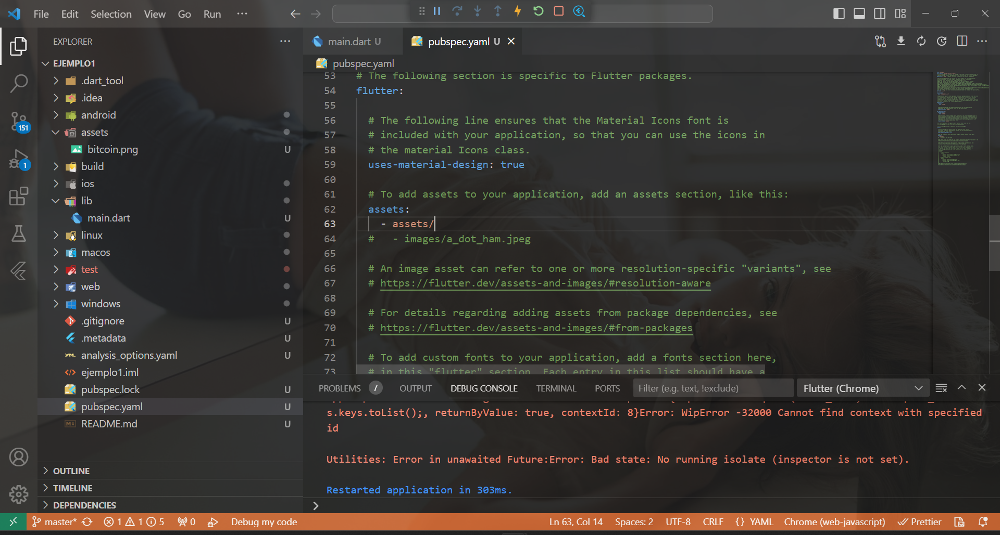 File Edit Selection View Go Run ···
EXPLORER
EJEMPLO1
.dart_tool
.idea
android
assets
bitcoin.png U
build
ios
lib
main.dart U
linux
macos
test
web
windows
.gitignore U
.metadata U
analysis_options.yaml U
ejemplo1.iml
pubspec.lock U
pubspec.yaml U
README.md U
OUTLINE
TIMELINE
DEPENDENCIES
151
1
main.dart U
pubspec.yaml U
pubspec.yaml
53 # The following section is specific to Flutter packages.
54 flutter:
55
56 # The following line ensures that the Material Icons font is
57 # included with your application, so that you can use the icons in
58 # the material Icons class.
59 uses-material-design: true
60
61 # To add assets to your application, add an assets section, like this:
62 assets:
63 - assets/
64 # - images/a_dot_ham.jpeg
65
66 # An image asset can refer to one or more resolution-specific "variants", see
67 # https://flutter.dev/assets-and-images/#resolution-aware
68
69 # For details regarding adding assets from package dependencies, see
70 # https://flutter.dev/assets-and-images/#from-packages
71
72 # To add custom fonts to your application, add a fonts section here,
73 # in this "flutter" section. Each entry in this list should have a
PROBLEMS 7 OUTPUT DEBUG CONSOLE TERMINAL PORTS Filter (e.g. text, !exclude) Flutter (Chrome)
s.keys.toList();, returnByValue: true, contextId: 8}Error: WipError -32000 Cannot find context with specified
id
Utilities: Error in unawaited Future:Error: Bad state: No running isolate (inspector is not set).
Restarted application in 303ms.
master* 1 1 5 0 Debug my code Ln 63, Col 14 Spaces: 2 UTF-8 CRLF {} YAML Chrome (web-javascript) Prettier